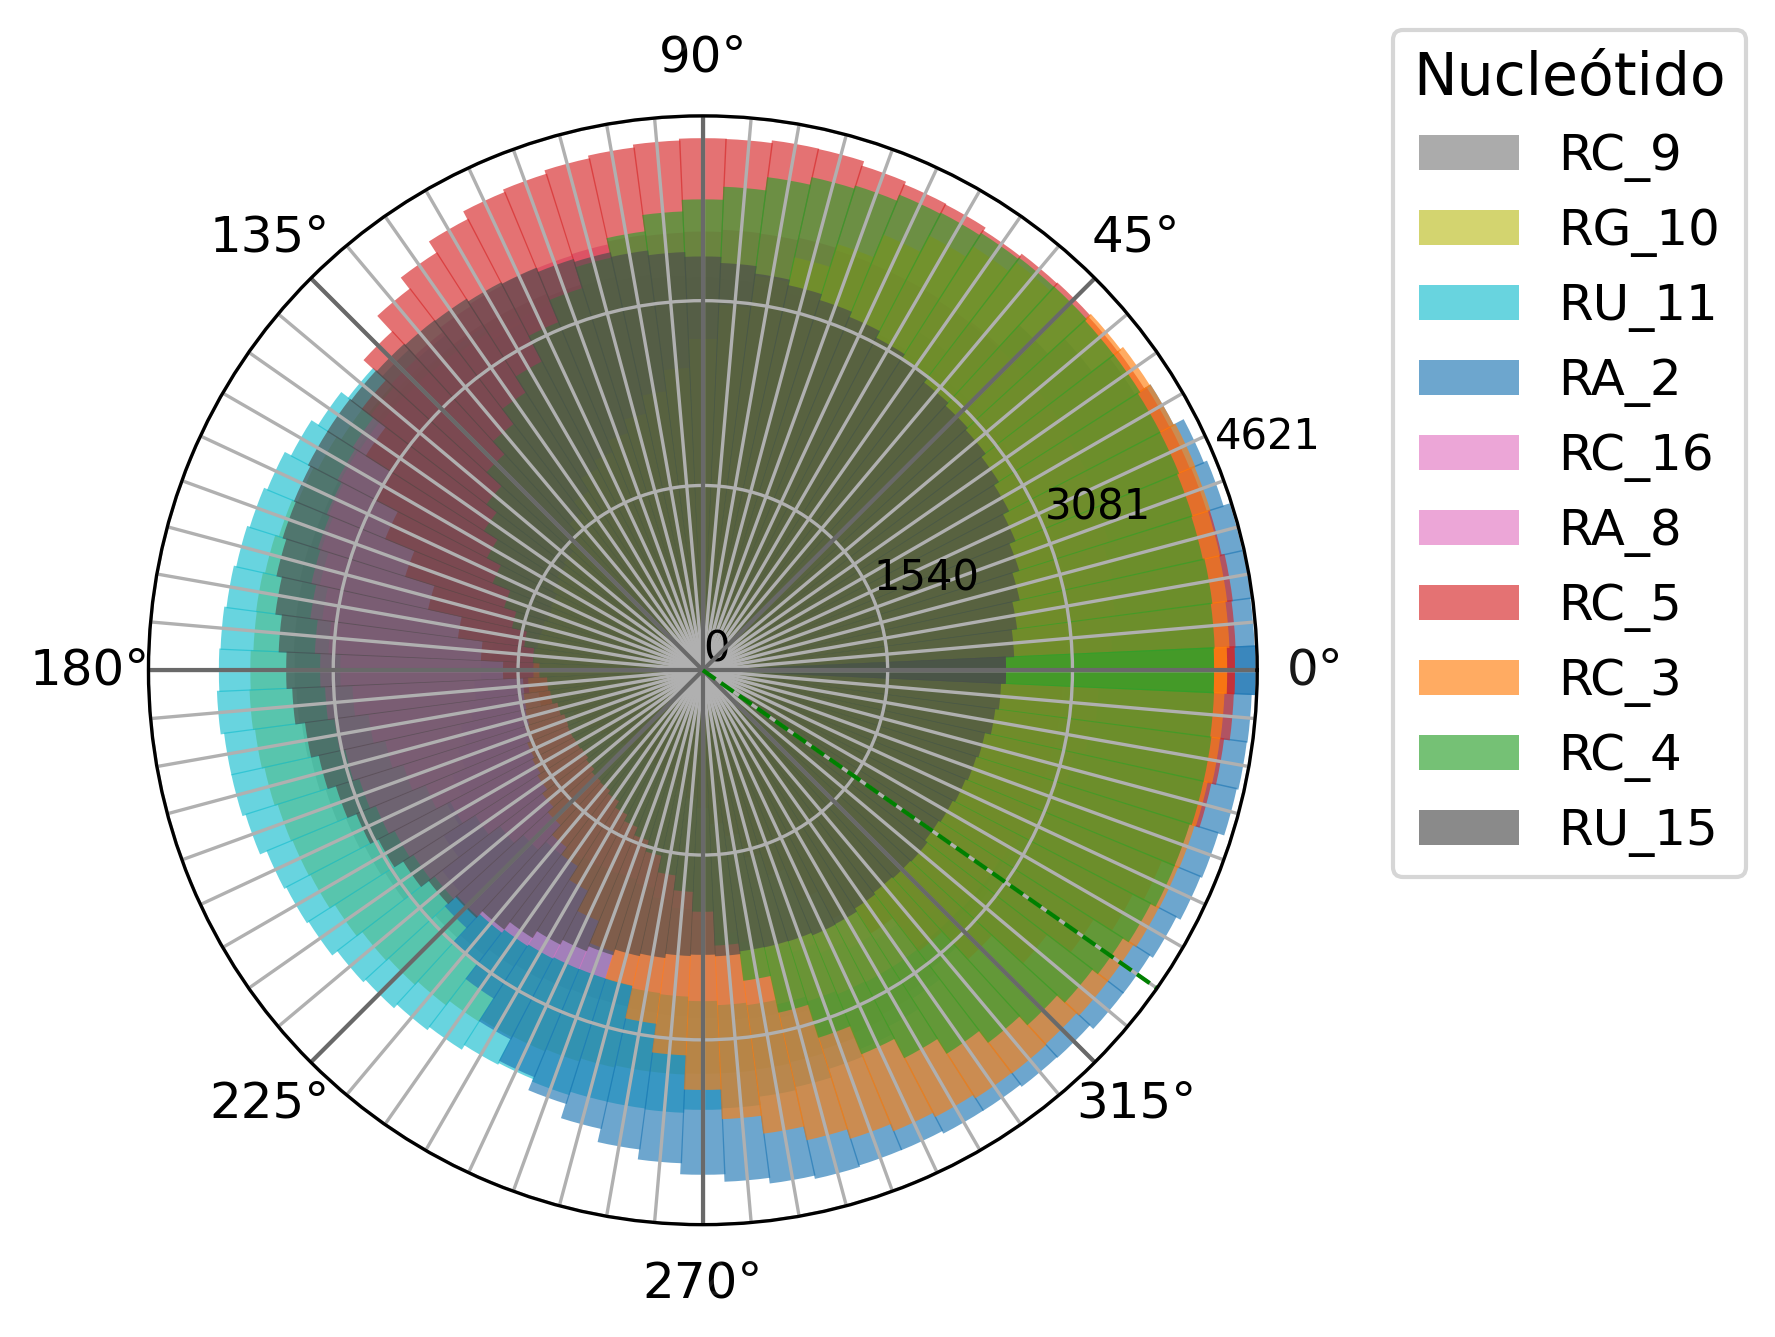 90°
135°
45°
180°
0°
225°
315°
270°
4621
3081
1540
0
Nucleótido
RC_9
RG_10
RU_11
RA_2
RC_16
RA_8
RC_5
RC_3
RC_4
RU_15